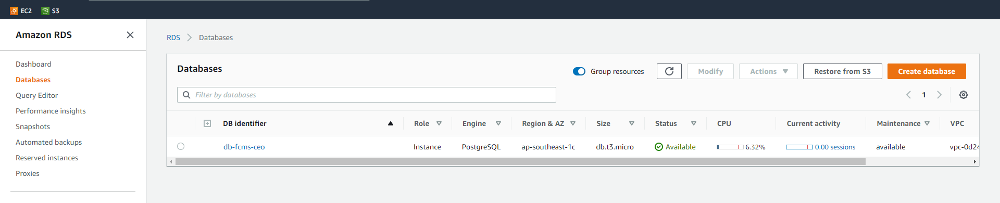 EC2 S3
Amazon RDS
Dashboard
Databases
Query Editor
Performance insights
Snapshots
Automated backups
Reserved instances
Proxies
RDS Databases
Databases
Group resources Modify Actions Restore from S3 Create database
Filter by databases
1
DB identifier Role Engine Region & AZ Size Status CPU Current activity Maintenance VPC
db-fcms-ceo Instance PostgreSQL ap-southeast-1c db.t3.micro Available 6.32% 0.00 sessions available vpc-0d24